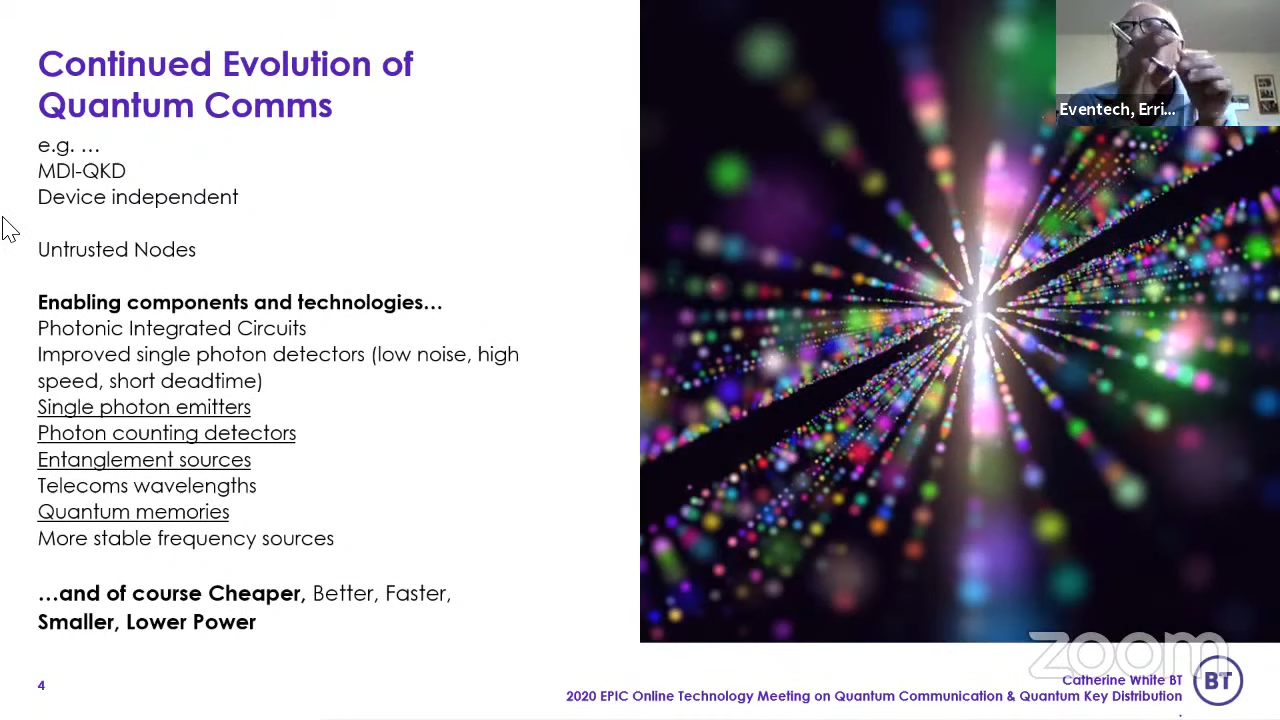 Continued Evolution of
Quantum Comms
e.g. …
MDI-QKD
Device independent
Untrusted Nodes
Enabling components and technologies…
Photonic Integrated Circuits
Improved single photon detectors (low noise, high
speed, short deadtime)
Single photon emitters
Photon counting detectors
Entanglement sources
Telecoms wavelengths
Quantum memories
More stable frequency sources
…and of course Cheaper, Better, Faster,
Smaller, Lower Power
Eventech, Erri...
zoom
4
Catherine White BT
2020 EPIC Online Technology Meeting on Quantum Communication & Quantum Key Distribution
.
BT